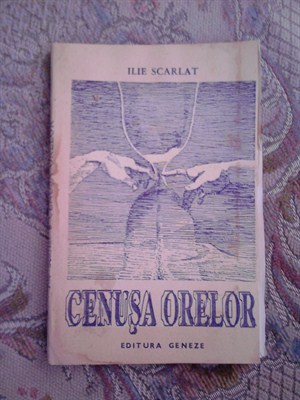 ILIE SCARLAT
CENUŞA ORELOR
EDITURA GENEZE